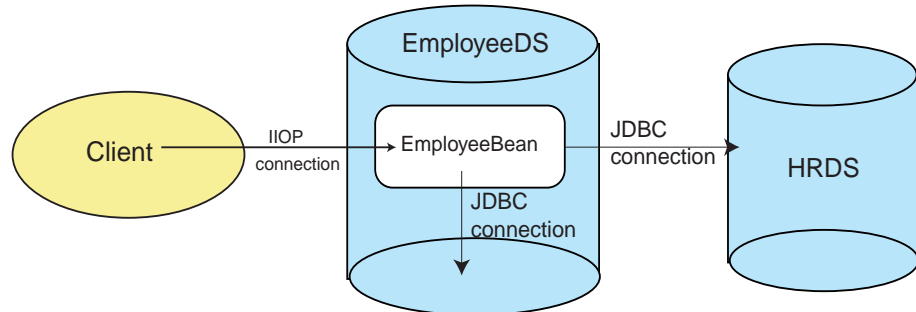 EmployeeDS
Client
IIOP
connection
EmployeeBean
JDBC
connection
JDBC
connection
HRDS